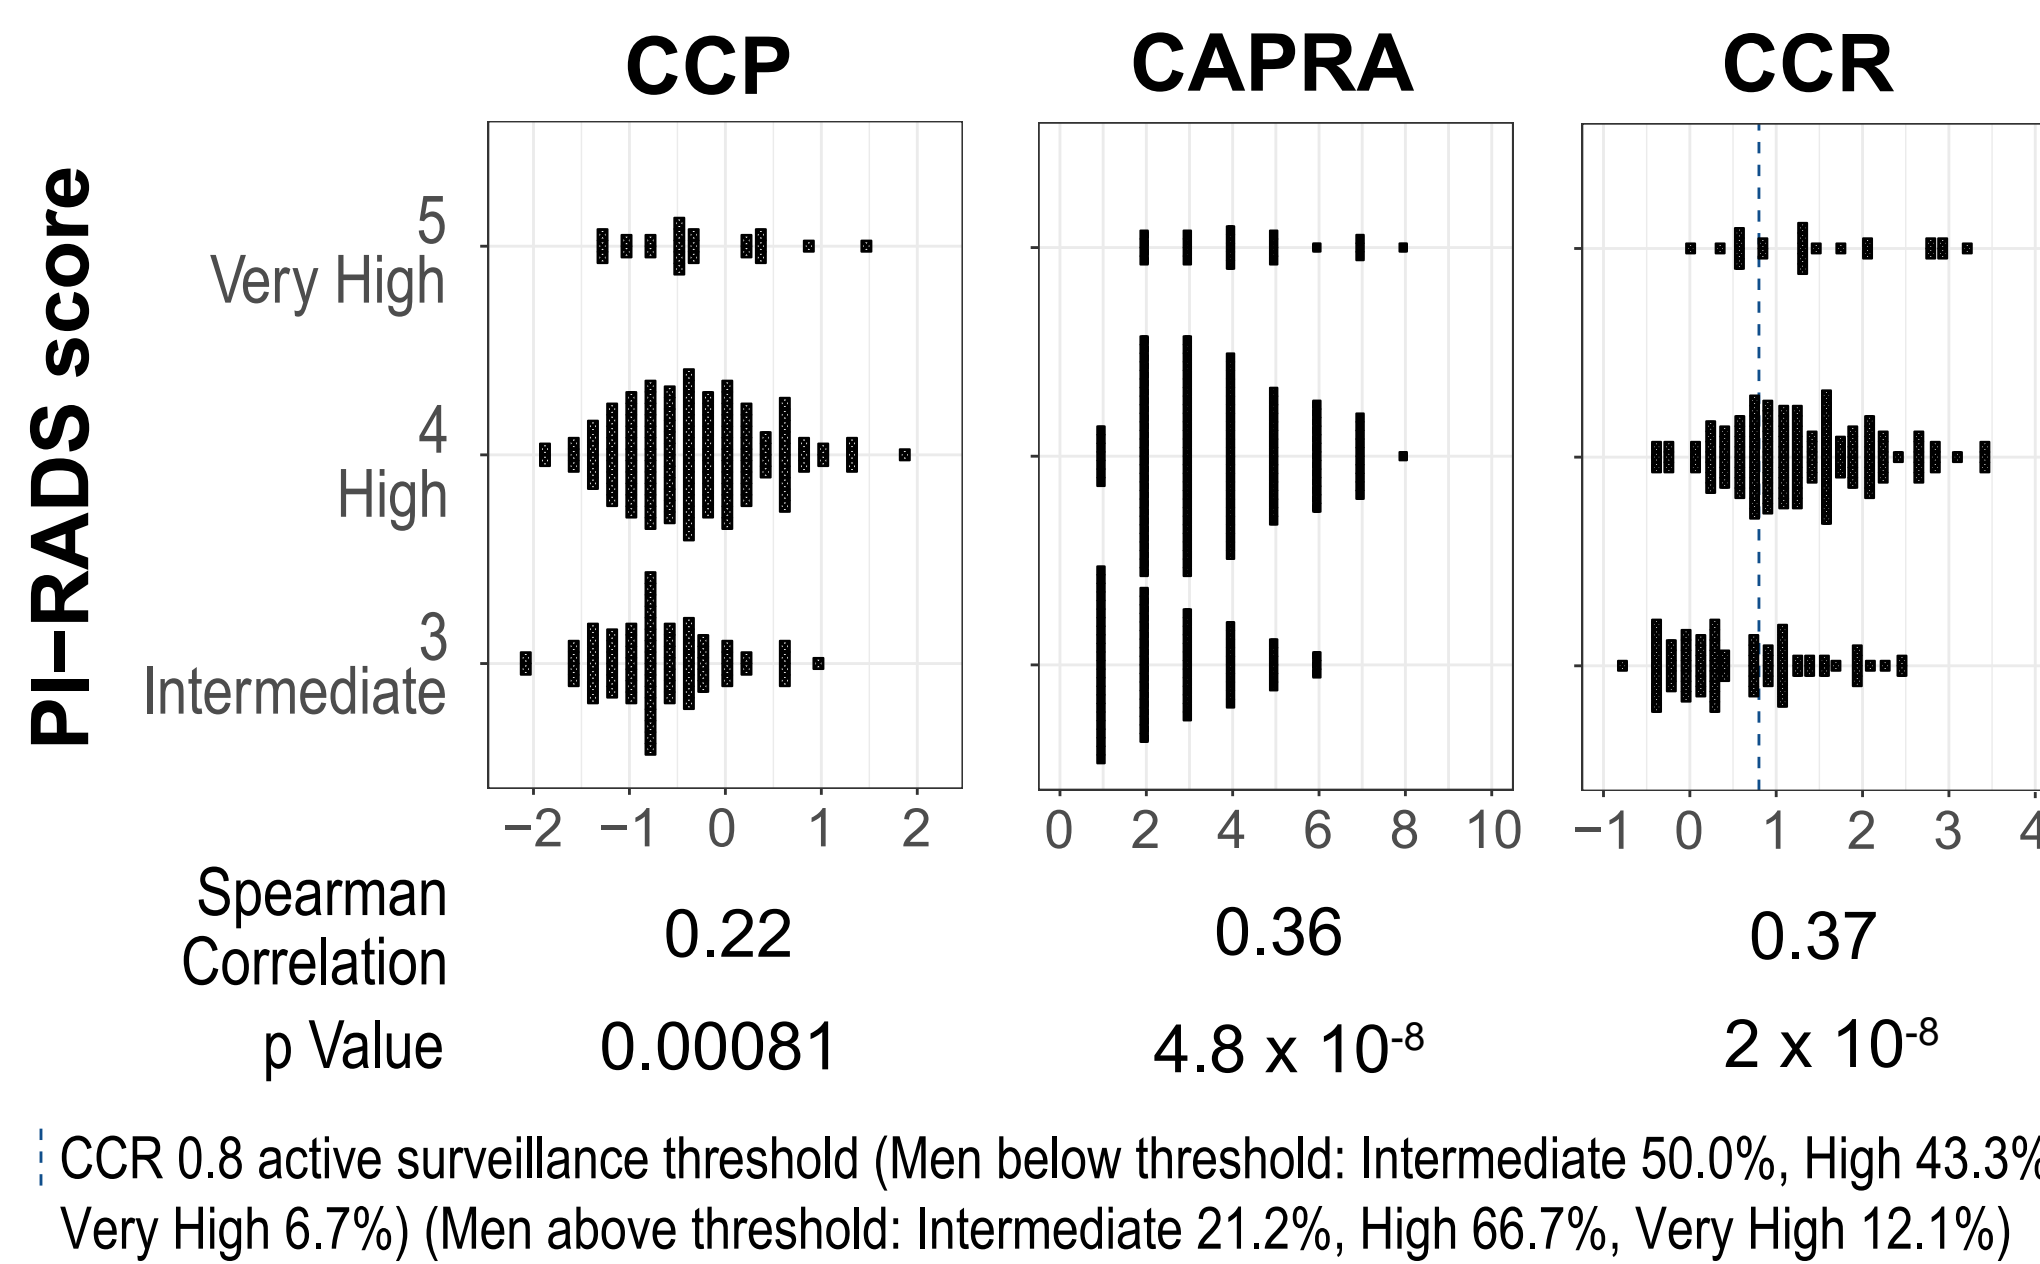 CCP CAPRA CCR
PI–RADS score
5
Very High
4
High
3
Intermediate
−2 −1 0 1 2 0 2 4 6 8 10 −1 0 1 2 3 4
Spearman
Correlation 0.22 0.36 0.37
p Value 0.00081 4.8 x 10⁻⁸ 2 x 10⁻⁸
CCR 0.8 active surveillance threshold (Men below threshold: Intermediate 50.0%, High 43.3%
Very High 6.7%) (Men above threshold: Intermediate 21.2%, High 66.7%, Very High 12.1%)